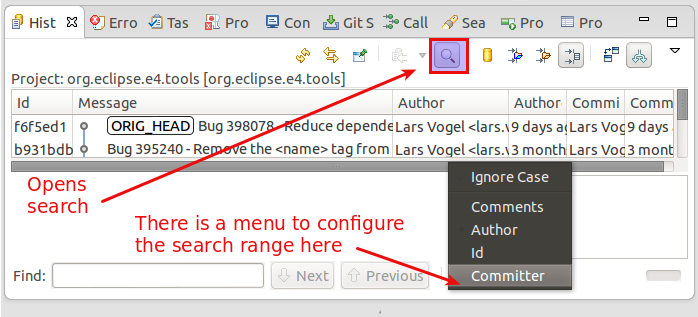 Hist Erro Tas Pro Con Git S Call Sea Pro Pro
Project: org.eclipse.e4.tools [org.eclipse.e4.tools]
Id Message Author Author Commi Comm
f6f5ed1 ORIG_HEAD Bug 398078 - Reduce depende Lars Vogel <lars.v 9 days ag Lars Vog 9 days
b931bdb Bug 395240 - Remove the <name> tag from Lars Vogel <lars.v 3 month Lars Vog 3 mont
Opens
search
There is a menu to configure
the search range here
Ignore Case
Comments
Author
Id
Committer
Find: Next Previous